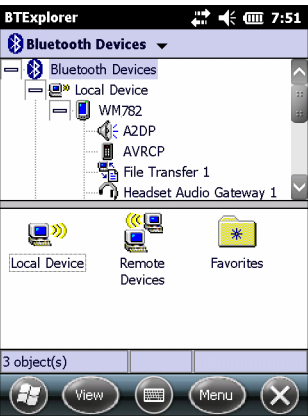 BTExplorer 7:51
Bluetooth Devices
Bluetooth Devices
Local Device
WM782
A2DP
AVRCP
File Transfer 1
Headset Audio Gateway 1
Local Device
Remote
Devices
Favorites
3 object(s)
View Menu